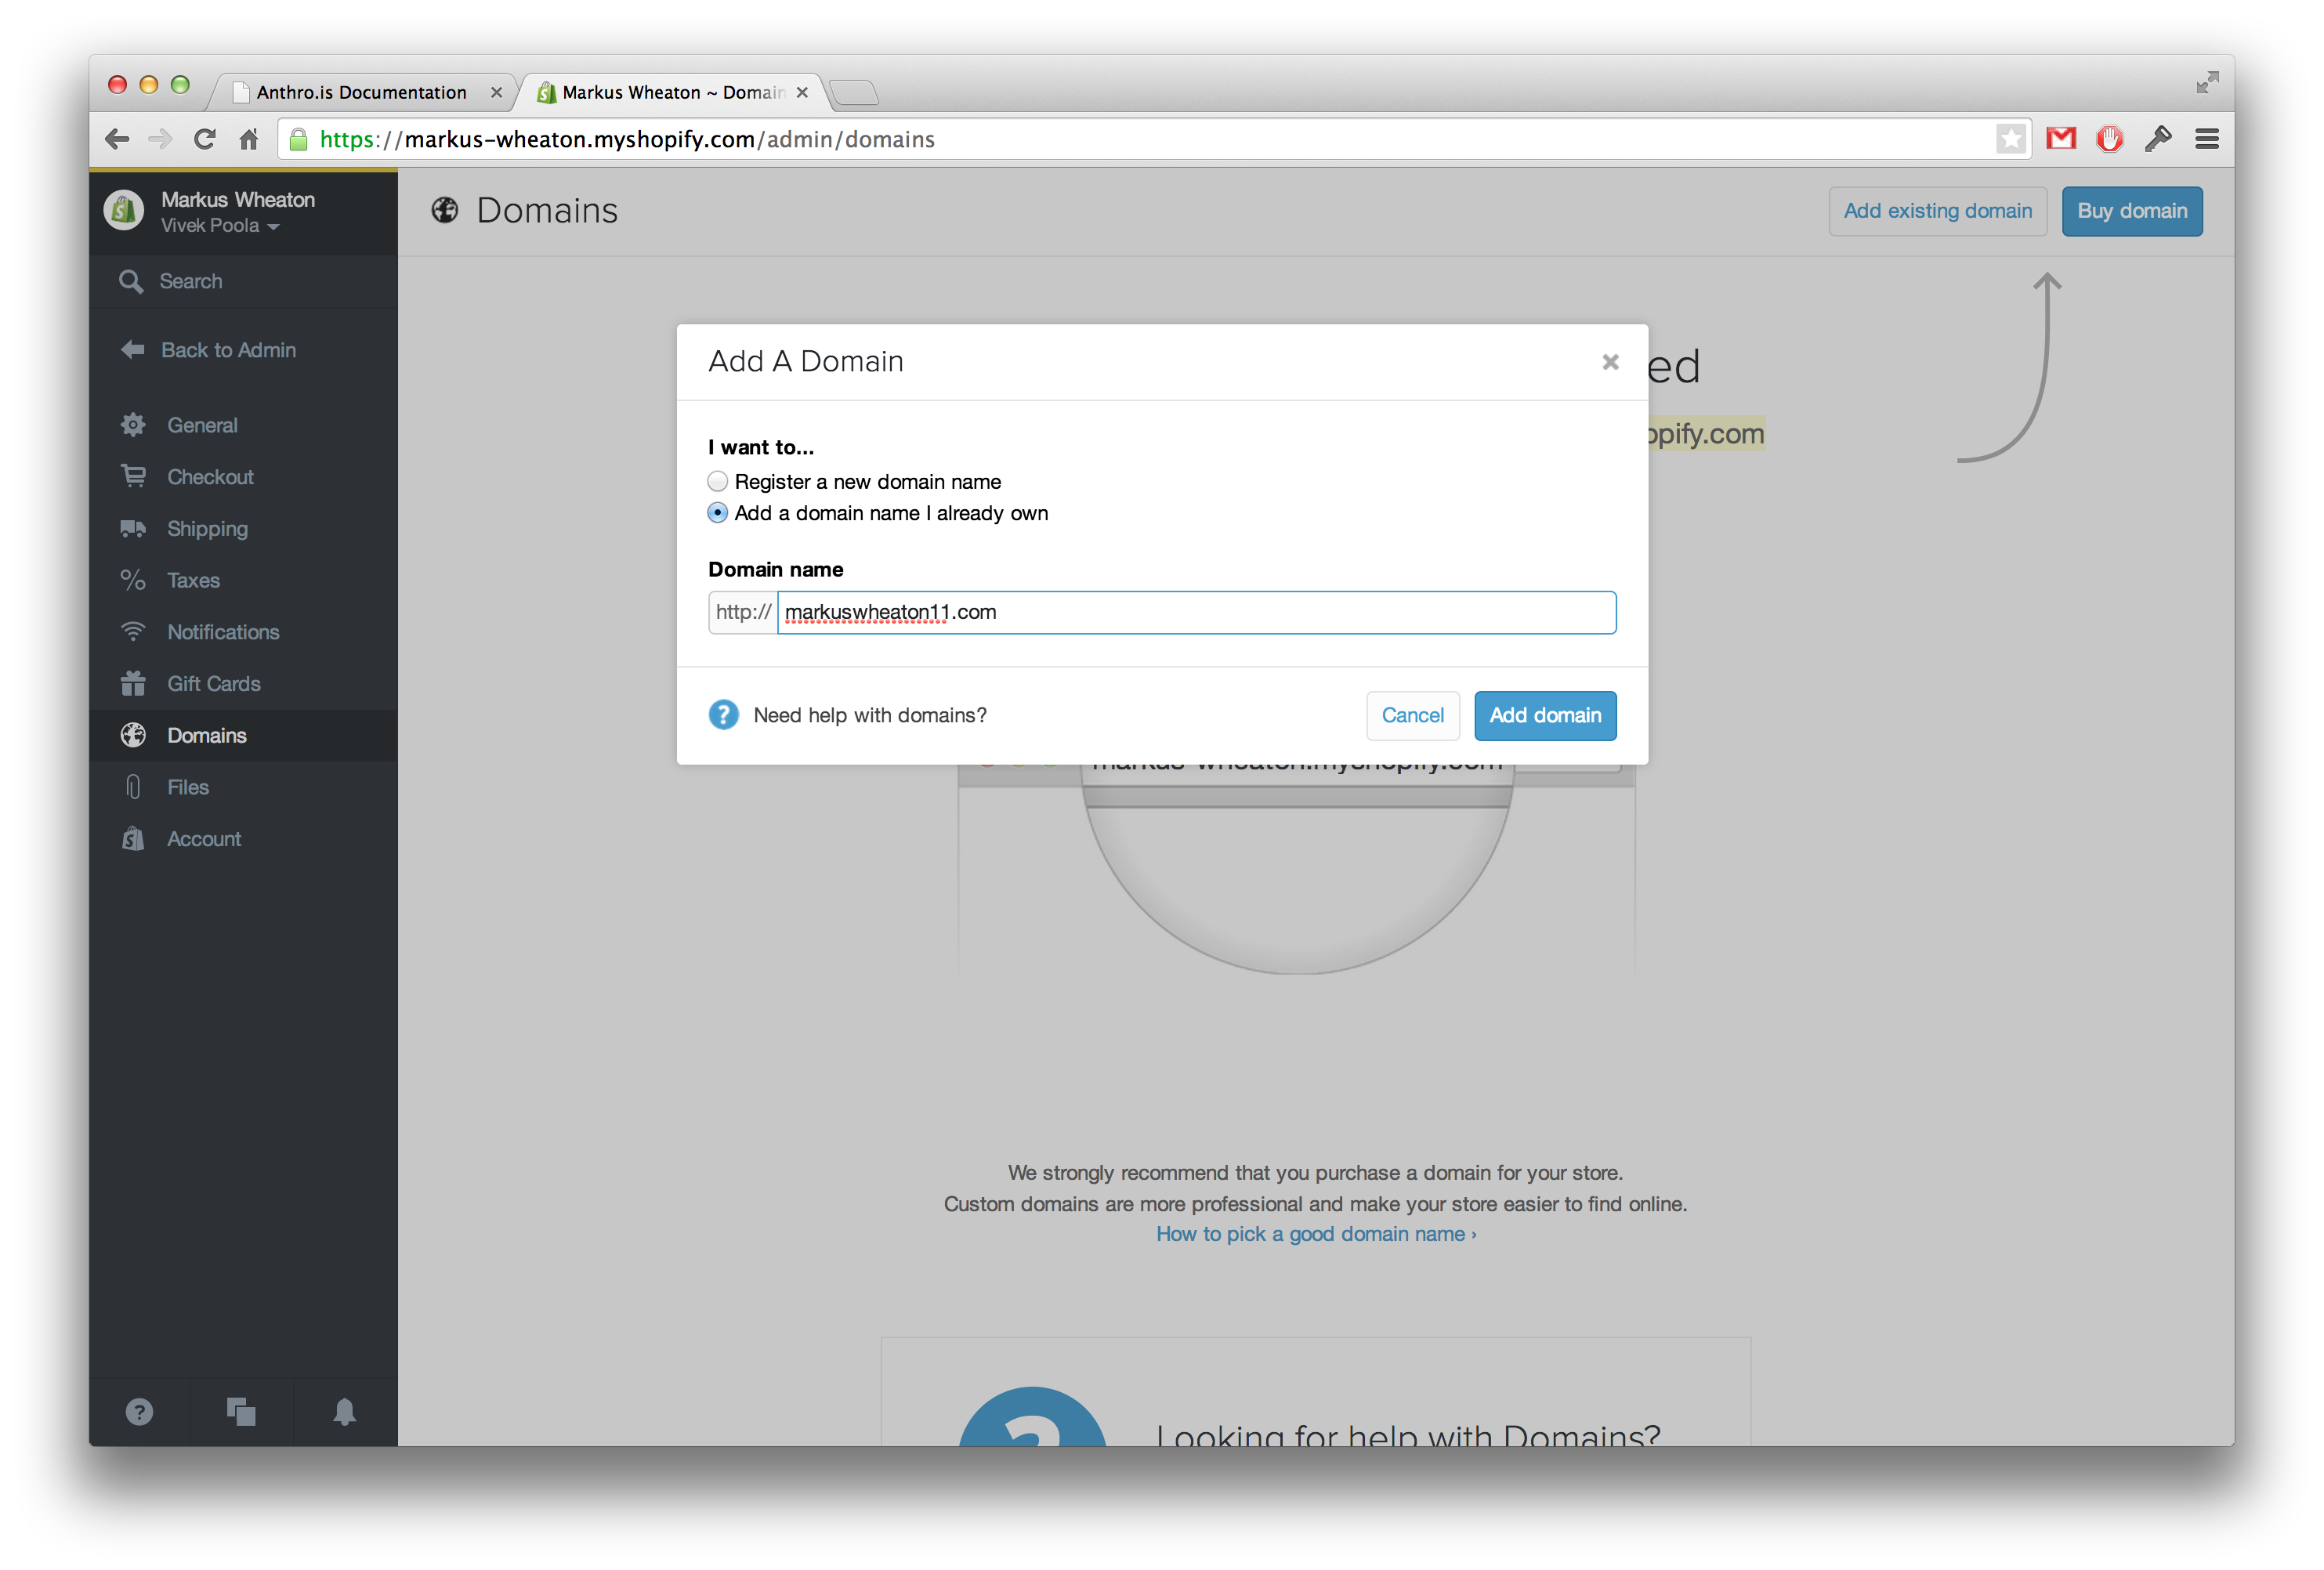 Anthro.is Documentation
Markus Wheaton ~ Domain
https://markus-wheaton.myshopify.com/admin/domains
Markus Wheaton
Vivek Poola
Domains
Add existing domain
Buy domain
Search
Back to Admin
General
Checkout
Shipping
Taxes
Notifications
Gift Cards
Domains
Files
Account
Add A Domain
I want to...
Register a new domain name
Add a domain name I already own
Domain name
http:// markuswheaton11.com
Need help with domains?
Cancel
Add domain
ed
opify.com
markus-wheaton.myshopify.com
We strongly recommend that you purchase a domain for your store.
Custom domains are more professional and make your store easier to find online.
How to pick a good domain name ›
Looking for help with Domains?